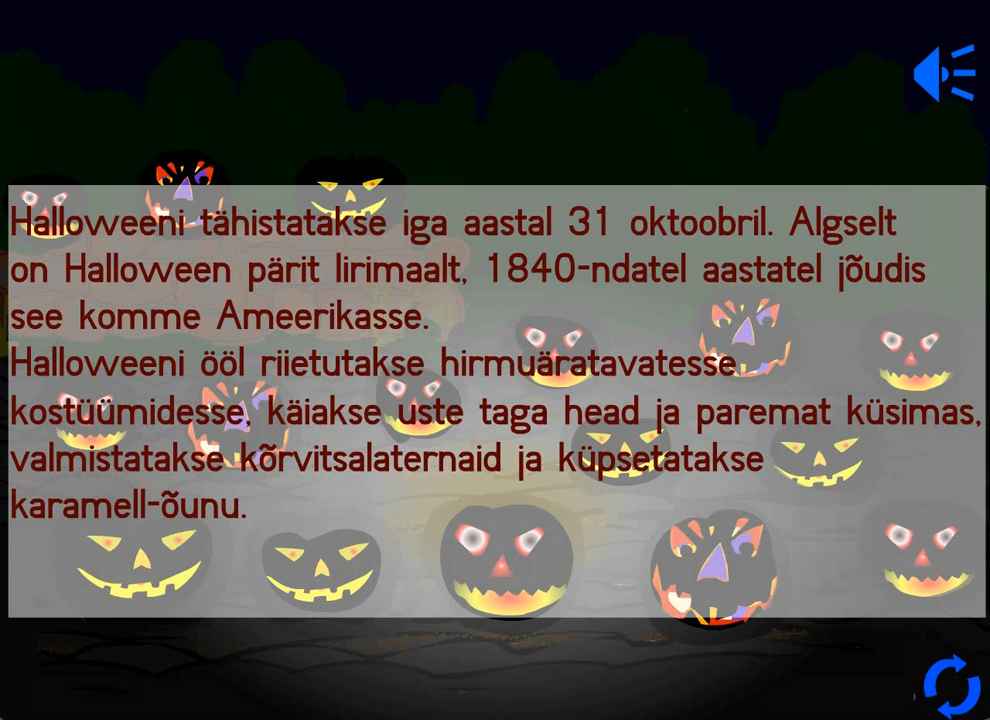 Halloweeni tähistatakse iga aastal 31 oktoobril. Algselt
on Halloween pärit Iirimaalt, 1840-ndatel aastatel jõudis
see komme Ameerikasse.
Halloweeni ööl riietutakse hirmuäratavatesse
kostüümidesse, käiakse uste taga head ja paremat küsimas,
valmistatakse kõrvitsalaternaid ja küpsetatakse
karamell-õunu.